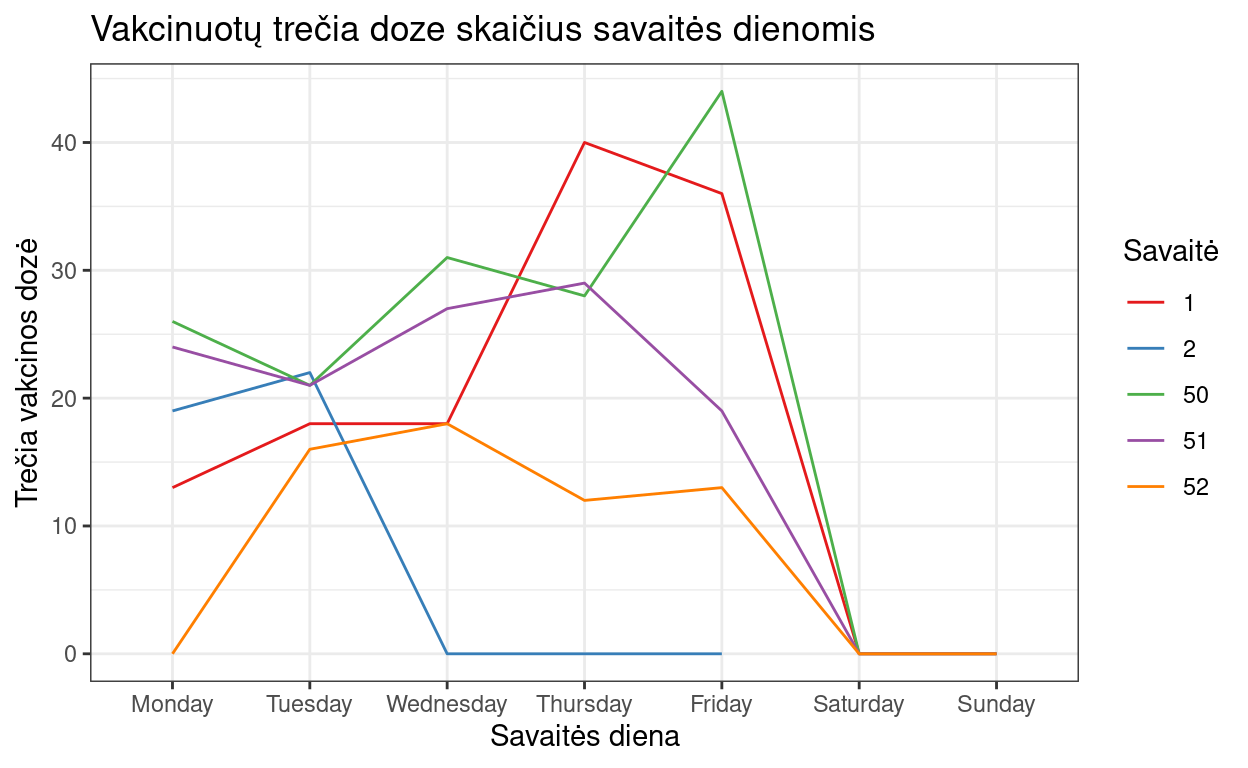 Vakcinuotų trečia doze skaičius savaitės dienomis
Trečia vakcinos dozė
40
30
20
10
0
Monday Tuesday Wednesday Thursday Friday Saturday Sunday
Savaitės diena
Savaitė
1
2
50
51
52